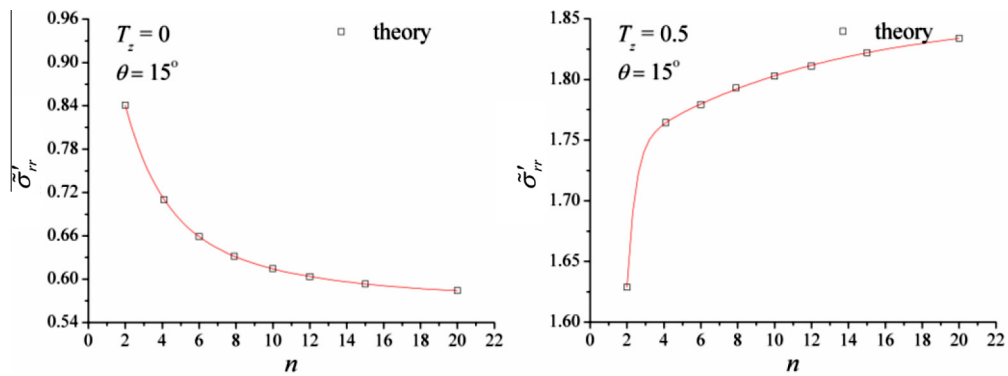 0.96
0.90
0.84
0.78
0.72
0.66
0.60
0.54
0 2 4 6 8 10 12 14 16 18 20 22
T_z = 0
θ = 15°
theory
σ̃'_rr
n
1.85
1.80
1.75
1.70
1.65
1.60
0 2 4 6 8 10 12 14 16 18 20 22
T_z = 0.5
θ = 15°
theory
σ̃'_rr
n